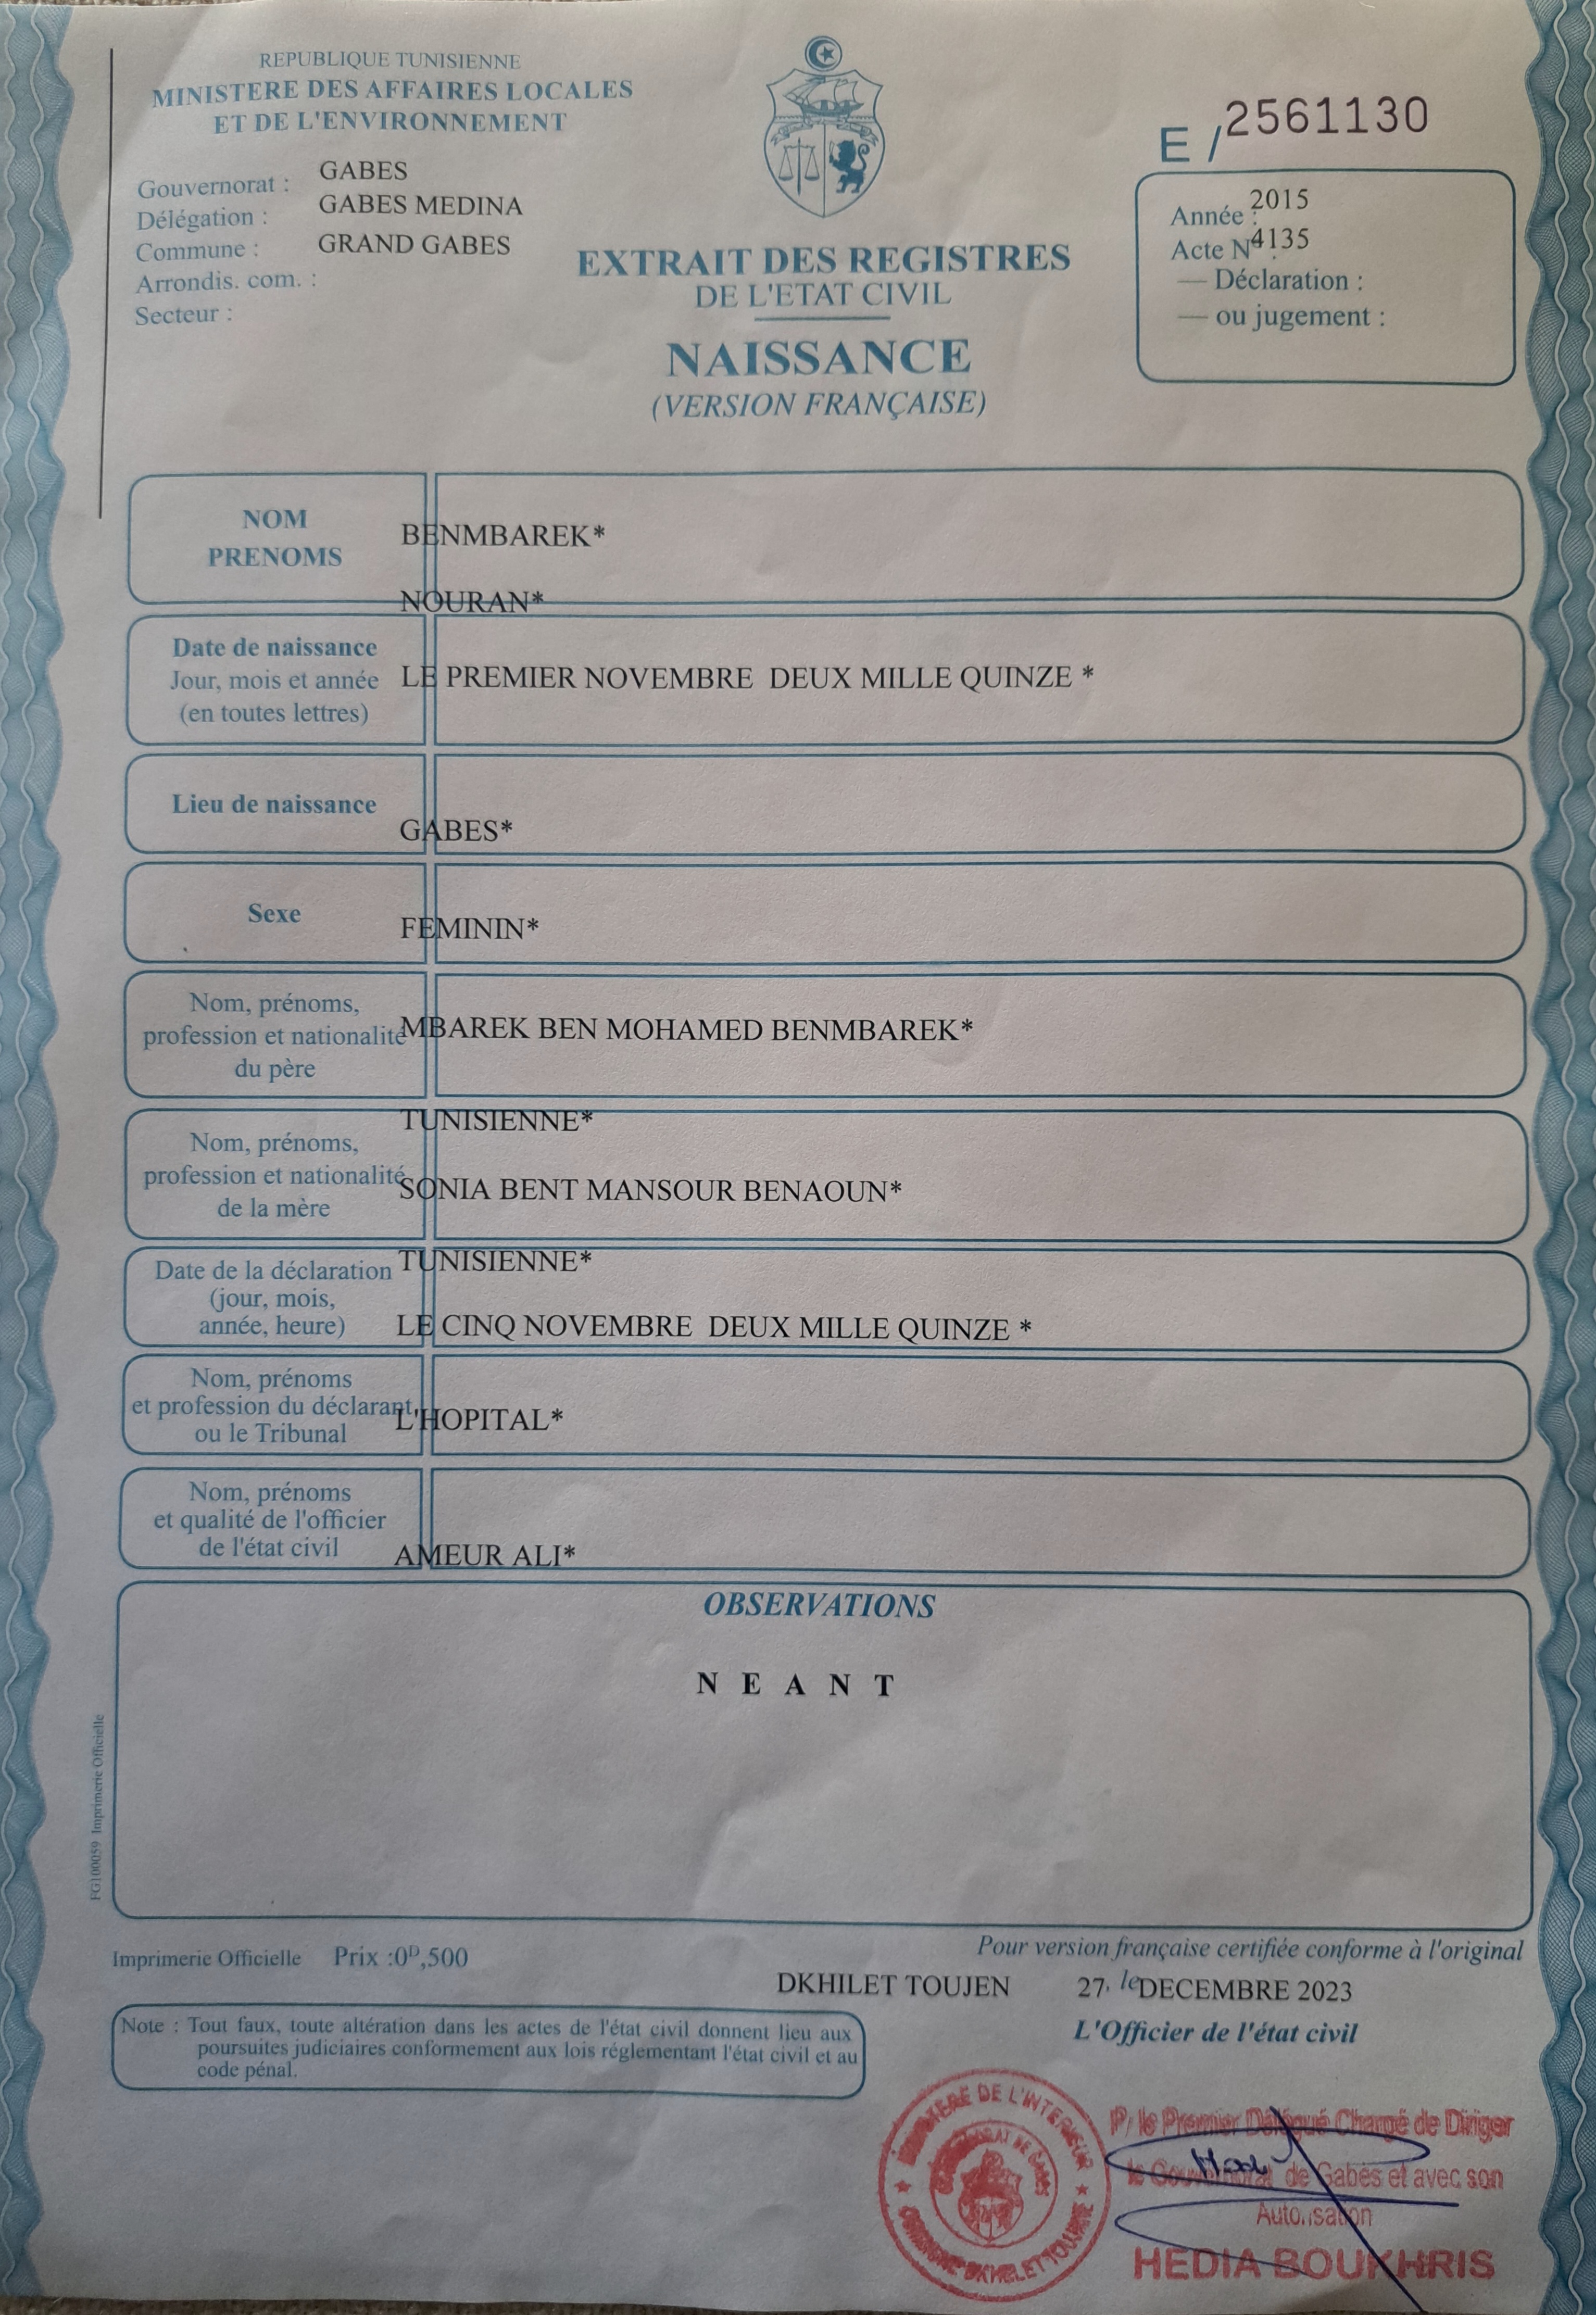 REPUBLIQUE TUNISIENNE
MINISTERE DES AFFAIRES LOCALES
ET DE L'ENVIRONNEMENT
Gouvernorat : GABES
Délégation : GABES MEDINA
Commune : GRAND GABES
Arrondis. com. :
Secteur :
E / 2561130
Année : 2015
Acte N° : 4135
— Déclaration :
— ou jugement :
EXTRAIT DES REGISTRES
DE L'ETAT CIVIL
NAISSANCE
(VERSION FRANÇAISE)
NOM
PRENOMS
BENMBAREK*
NOURAN*
Date de naissance
Jour, mois et année
(en toutes lettres)
LE PREMIER NOVEMBRE DEUX MILLE QUINZE *
Lieu de naissance
GABES*
Sexe
FEMININ*
Nom, prénoms,
profession et nationalité
du père
MBAREK BEN MOHAMED BENMBAREK*
TUNISIENNE*
Nom, prénoms,
profession et nationalité
de la mère
SONIA BENT MANSOUR BENAOUN*
TUNISIENNE*
Date de la déclaration
(jour, mois,
année, heure)
LE CINQ NOVEMBRE DEUX MILLE QUINZE *
Nom, prénoms
et profession du déclarant
ou le Tribunal
L'HOPITAL*
Nom, prénoms
et qualité de l'officier
de l'état civil
AMEUR ALI*
OBSERVATIONS
N E A N T
FG100059 Imprimerie Officielle
Imprimerie Officielle Prix :0ᴰ,500
Pour version française certifiée conforme à l'original
DKHILET TOUJEN 27, le DECEMBRE 2023
L'Officier de l'état civil
Note : Tout faux, toute altération dans les actes de l'état civil donnent lieu aux
poursuites judiciaires conformement aux lois réglementant l'état civil et au
code pénal.
MINISTERE DE L'INTERIEUR
GOUVERNORAT DE GABES
DKHILET TOUJANE
P/ le Premier Délégué Chargé de Diriger
le Gouvernorat de Gabès et avec son
Autorisation
HEDIA BOUKHRIS